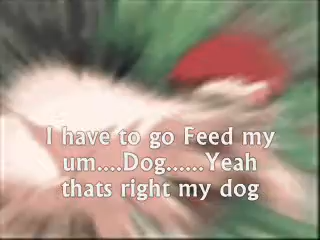 I have to go Feed my
um....Dog......Yeah
thats right my dog